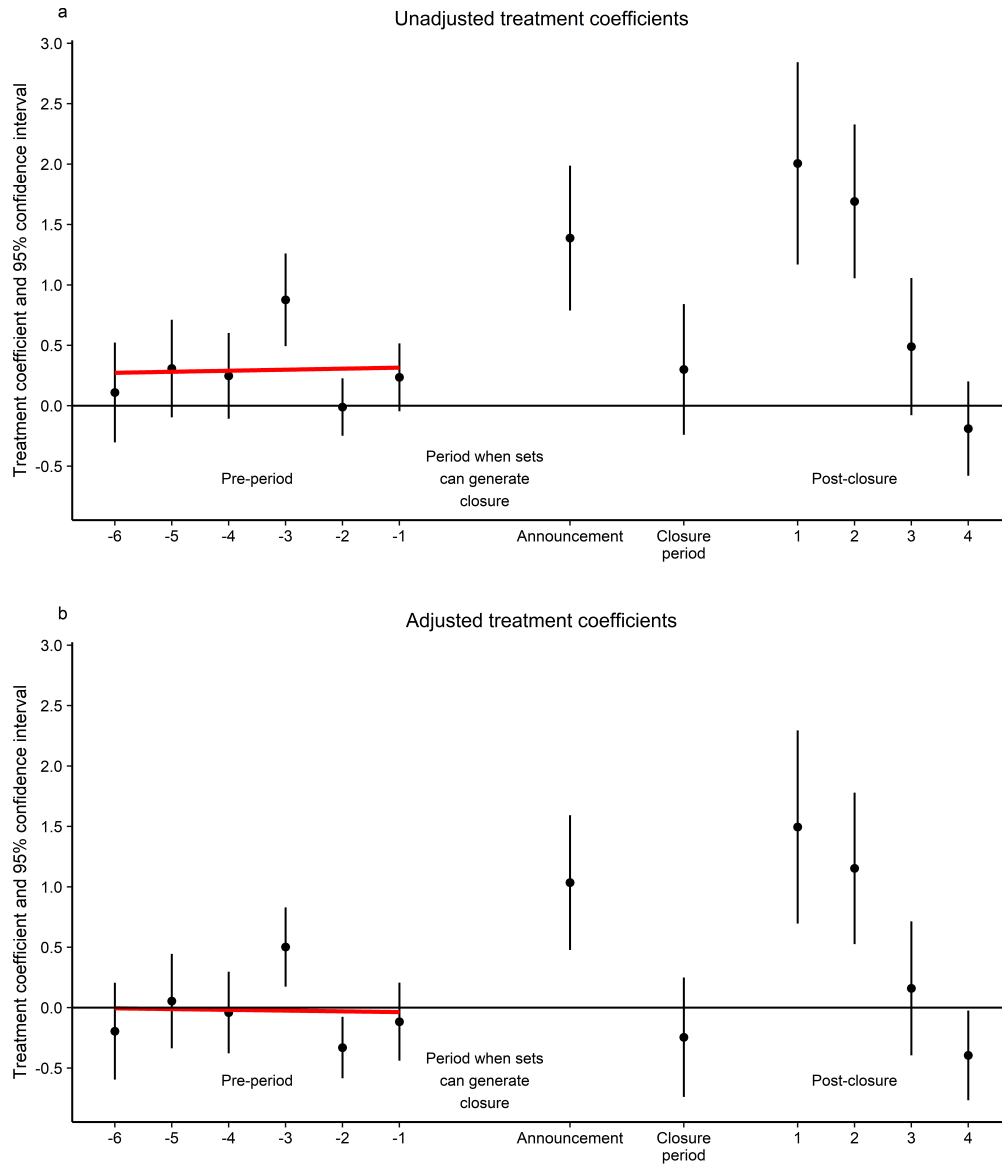 a
Unadjusted treatment coefficients
Treatment coefficient and 95% confidence interval
3.0
2.5
2.0
1.5
1.0
0.5
0.0
-0.5
Pre-period
Period when sets
can generate
closure
Post-closure
-6 -5 -4 -3 -2 -1 Announcement Closure 1 2 3 4
period
b
Adjusted treatment coefficients
Treatment coefficient and 95% confidence interval
3.0
2.5
2.0
1.5
1.0
0.5
0.0
-0.5
Pre-period
Period when sets
can generate
closure
Post-closure
-6 -5 -4 -3 -2 -1 Announcement Closure 1 2 3 4
period